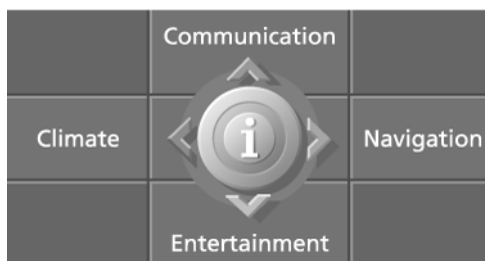 Communication
Climate
i
Navigation
Entertainment